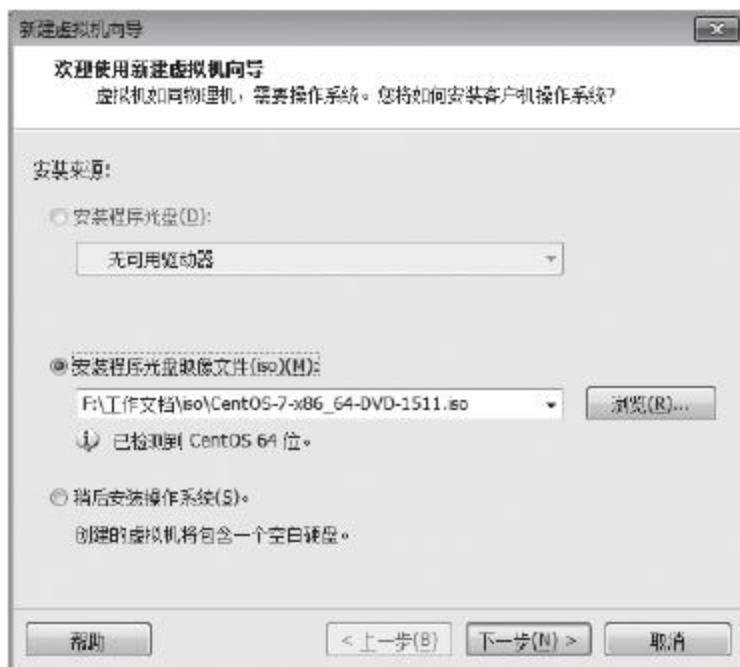 新建虚拟机向导
欢迎使用新建虚拟机向导
虚拟机如同物理机，需要操作系统。您将如何安装客户机操作系统?
安装来源:
安装程序光盘(D):
无可用驱动器
安装程序光盘映像文件(iso)(M):
F:\工作文档\iso\CentOS-7-x86_64-DVD-1511.iso
浏览(R)...
已检测到 CentOS 64 位。
稍后安装操作系统(S)。
创建的虚拟机将包含一个空白硬盘。
帮助
< 上一步(B)
下一步(N) >
取消